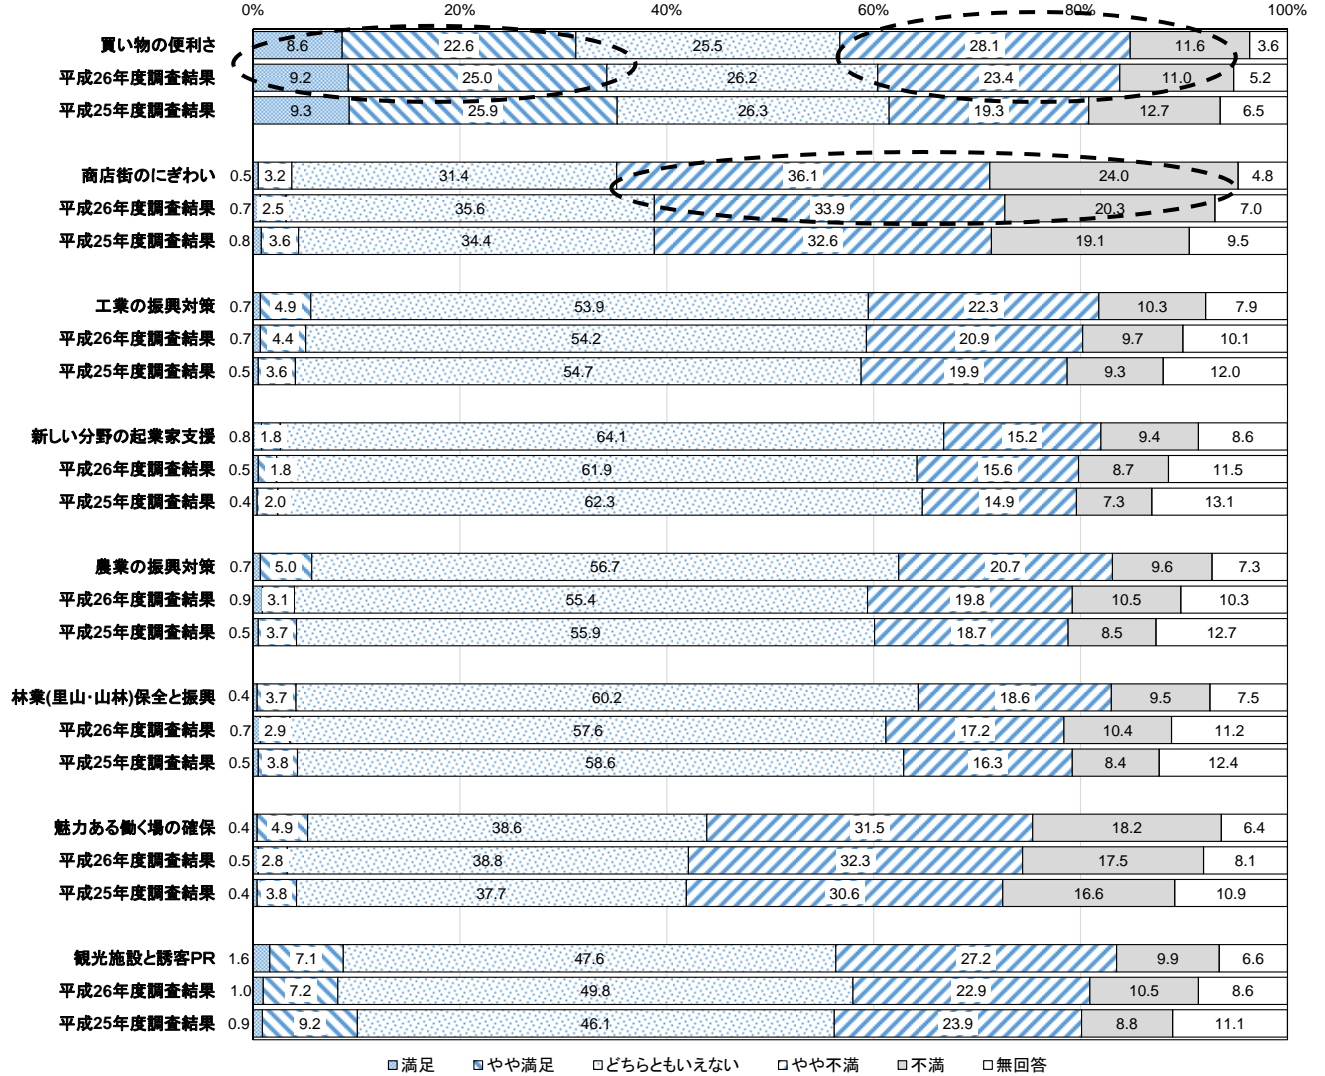 0% 20% 40% 60% 80% 100%
買い物の便利さ 8.6 22.6 25.5 28.1 11.6 3.6
平成26年度調査結果 9.2 25.0 26.2 23.4 11.0 5.2
平成25年度調査結果 9.3 25.9 26.3 19.3 12.7 6.5
商店街のにぎわい 0.5 3.2 31.4 36.1 24.0 4.8
平成26年度調査結果 0.7 2.5 35.6 33.9 20.3 7.0
平成25年度調査結果 0.8 3.6 34.4 32.6 19.1 9.5
工業の振興対策 0.7 4.9 53.9 22.3 10.3 7.9
平成26年度調査結果 0.7 4.4 54.2 20.9 9.7 10.1
平成25年度調査結果 0.5 3.6 54.7 19.9 9.3 12.0
新しい分野の起業家支援 0.8 1.8 64.1 15.2 9.4 8.6
平成26年度調査結果 0.5 1.8 61.9 15.6 8.7 11.5
平成25年度調査結果 0.4 2.0 62.3 14.9 7.3 13.1
農業の振興対策 0.7 5.0 56.7 20.7 9.6 7.3
平成26年度調査結果 0.9 3.1 55.4 19.8 10.5 10.3
平成25年度調査結果 0.5 3.7 55.9 18.7 8.5 12.7
林業(里山・山林)保全と振興 0.4 3.7 60.2 18.6 9.5 7.5
平成26年度調査結果 0.7 2.9 57.6 17.2 10.4 11.2
平成25年度調査結果 0.5 3.8 58.6 16.3 8.4 12.4
魅力ある働く場の確保 0.4 4.9 38.6 31.5 18.2 6.4
平成26年度調査結果 0.5 2.8 38.8 32.3 17.5 8.1
平成25年度調査結果 0.4 3.8 37.7 30.6 16.6 10.9
観光施設と誘客PR 1.6 7.1 47.6 27.2 9.9 6.6
平成26年度調査結果 1.0 7.2 49.8 22.9 10.5 8.6
平成25年度調査結果 0.9 9.2 46.1 23.9 8.8 11.1
満足 やや満足 どちらともいえない やや不満 不満 無回答